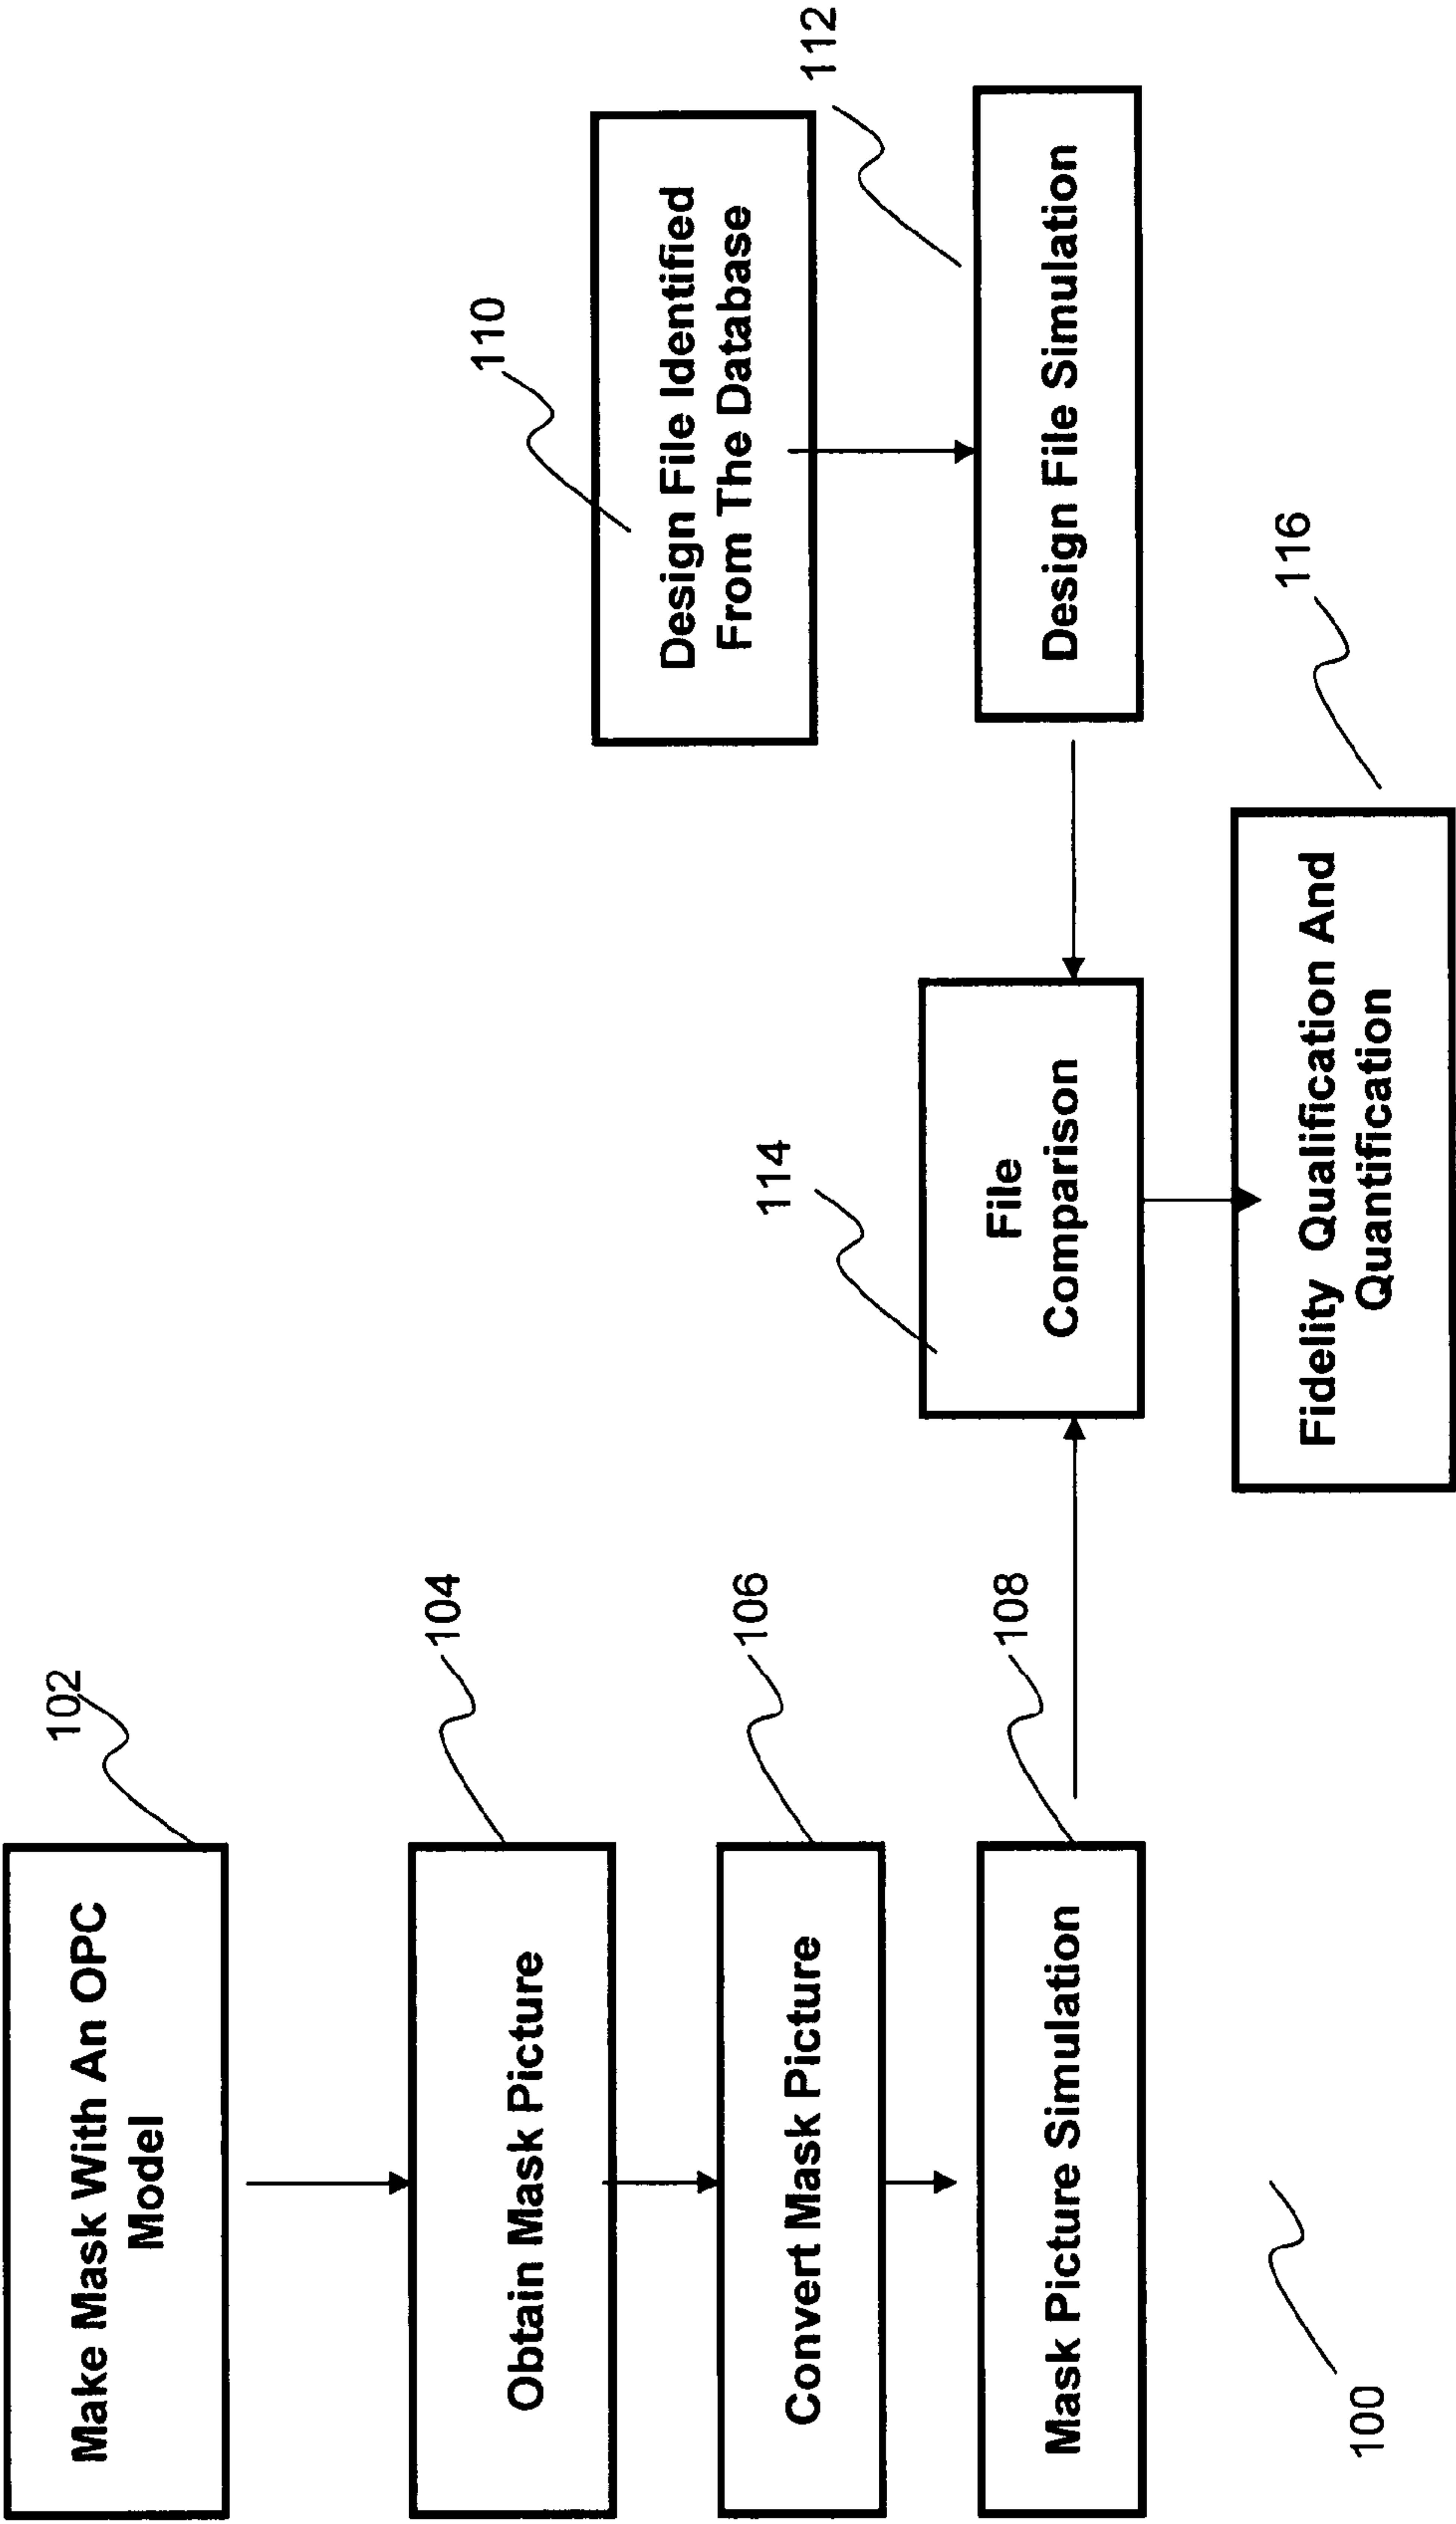 102
Make Mask With An OPC
Model
104
Obtain Mask Picture
106
Convert Mask Picture
108
Mask Picture Simulation
110
Design File Identified
From The Database
112
Design File Simulation
114
File
Comparison
116
Fidelity Qualification And
Quantification
100